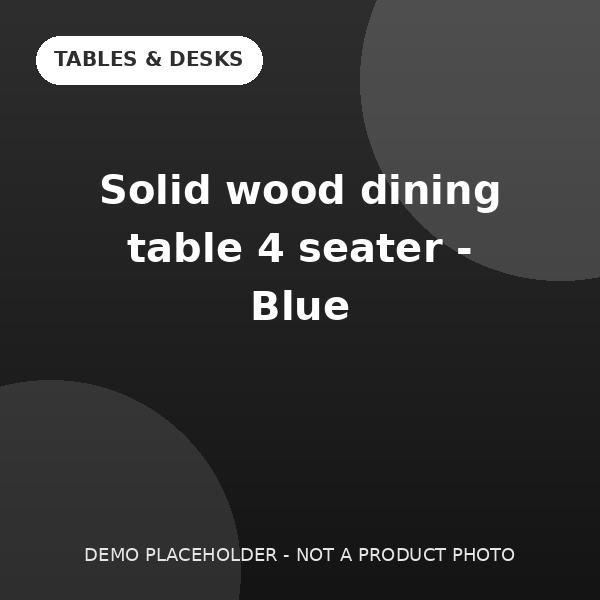 TABLES & DESKS
Solid wood dining
table 4 seater -
Blue
DEMO PLACEHOLDER - NOT A PRODUCT PHOTO